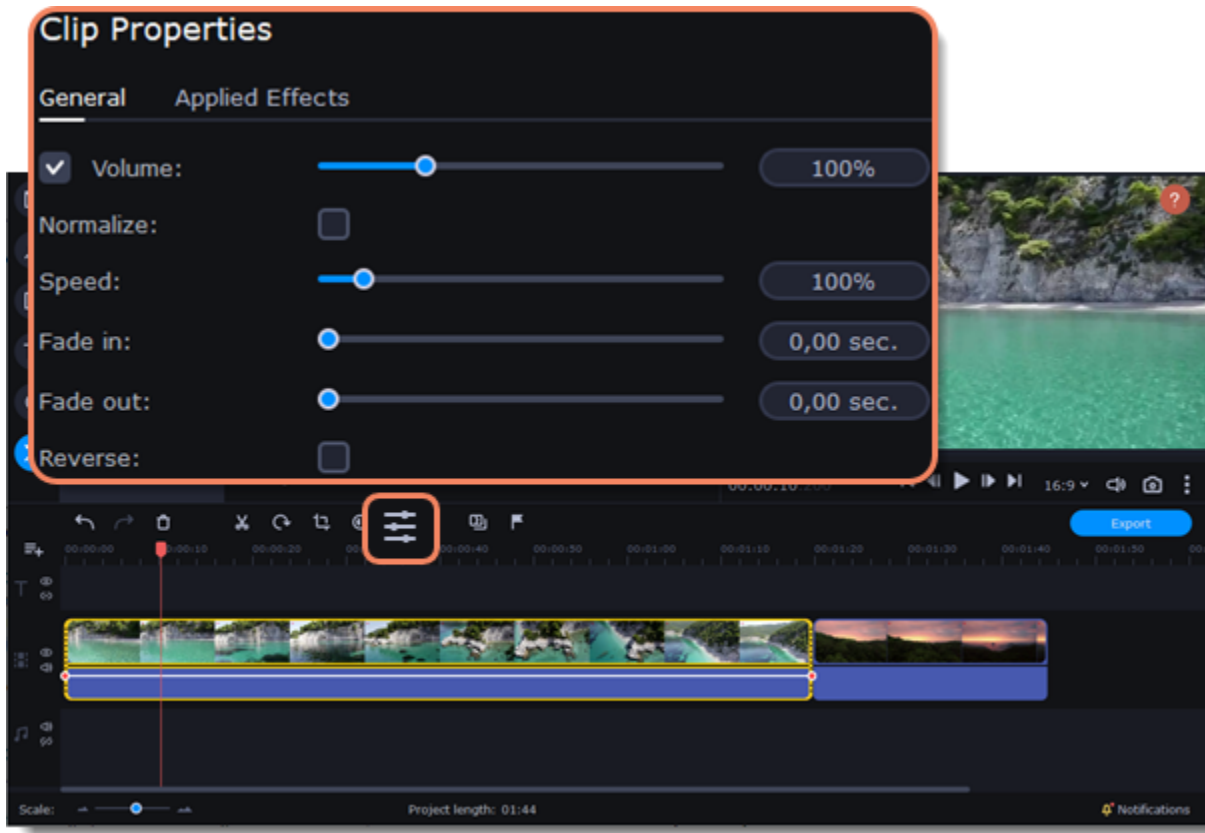 Clip Properties
General Applied Effects
Volume: 100%
Normalize:
Speed: 100%
Fade in: 0,00 sec.
Fade out: 0,00 sec.
Reverse:
?
16:9
Export
00:00:00 00:00:10 00:00:20 00:00:40 00:00:50 00:01:00 00:01:10 00:01:20 00:01:30 00:01:40 00:01:50
T
Scale: Project length: 01:44 Notifications